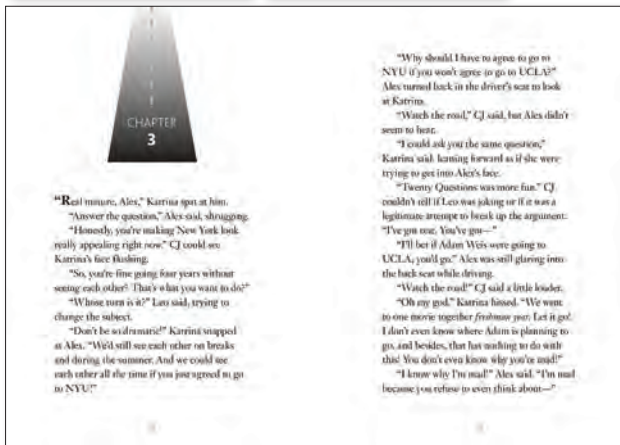 CHAPTER
3
"Real mature, Alex," Katrina spat at him.
"Answer the question," Alex said, shrugging.
"Honestly, you're making New York look
really appealing right now." CJ could see
Katrina's face flushing.
"So, you're fine going four years without
seeing each other? That's what you want to do?"
"Whose turn is it?" Leo said, trying to
change the subject.
"Don't be so dramatic!" Katrina snapped
at Alex. "We'd still see each other on breaks
and during the summer. And we could see
each other all the time if you just agreed to go
to NYU!"
"Why should I have to agree to go to
NYU if you won't agree to go to UCLA?"
Alex turned back in the driver's seat to look
at Katrina.
"Watch the road," CJ said, but Alex didn't
seem to hear.
"I could ask you the same question,"
Katrina said, leaning forward as if she were
trying to get into Alex's face.
"Twenty Questions was more fun." CJ
couldn't tell if Leo was joking or if it was a
legitimate attempt to break up the argument.
"I've got one. You've got—"
"I'll bet if Adam Weis were going to
UCLA, you'd go." Alex was still glaring into
the back seat while driving.
"Watch the road!" CJ said a little louder.
"Oh my god," Katrina hissed. "We went
to one movie together freshman year. Let it go!
I don't even know where Adam is planning to
go, and besides, that has nothing to do with
this! You don't even know why you're mad!"
"I know why I'm mad!" Alex said. "I'm mad
because you refuse to even think about—"